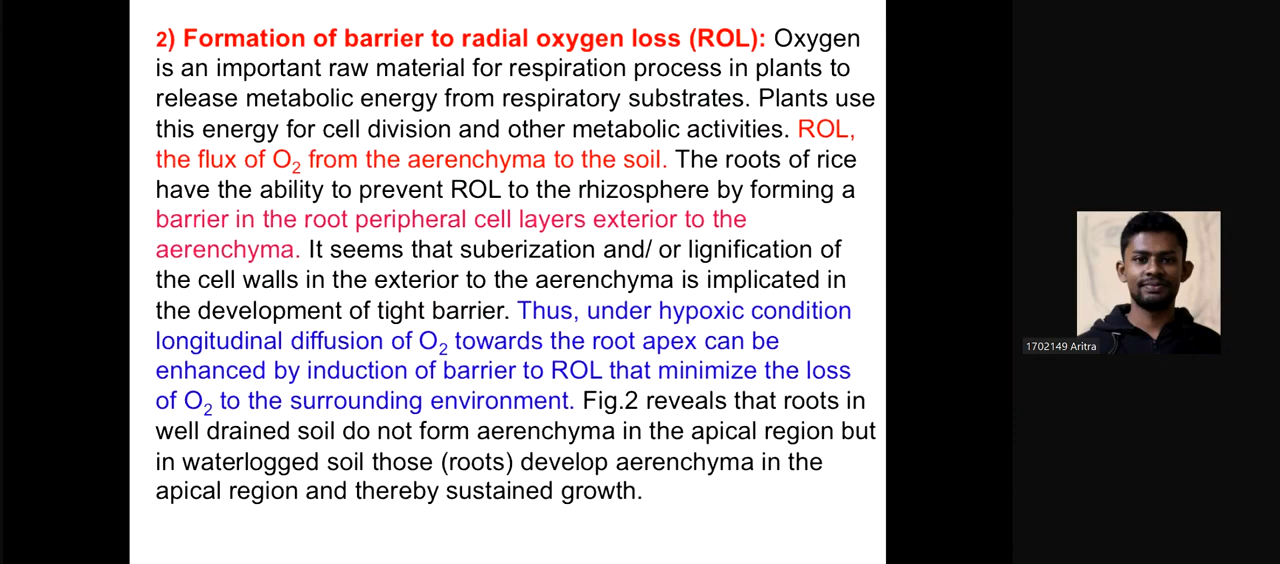 2) Formation of barrier to radial oxygen loss (ROL): Oxygen
is an important raw material for respiration process in plants to
release metabolic energy from respiratory substrates. Plants use
this energy for cell division and other metabolic activities. ROL,
the flux of O₂ from the aerenchyma to the soil. The roots of rice
have the ability to prevent ROL to the rhizosphere by forming a
barrier in the root peripheral cell layers exterior to the
aerenchyma. It seems that suberization and/ or lignification of
the cell walls in the exterior to the aerenchyma is implicated in
the development of tight barrier. Thus, under hypoxic condition
longitudinal diffusion of O₂ towards the root apex can be
enhanced by induction of barrier to ROL that minimize the loss
of O₂ to the surrounding environment. Fig.2 reveals that roots in
well drained soil do not form aerenchyma in the apical region but
in waterlogged soil those (roots) develop aerenchyma in the
apical region and thereby sustained growth.
1702149 Aritra